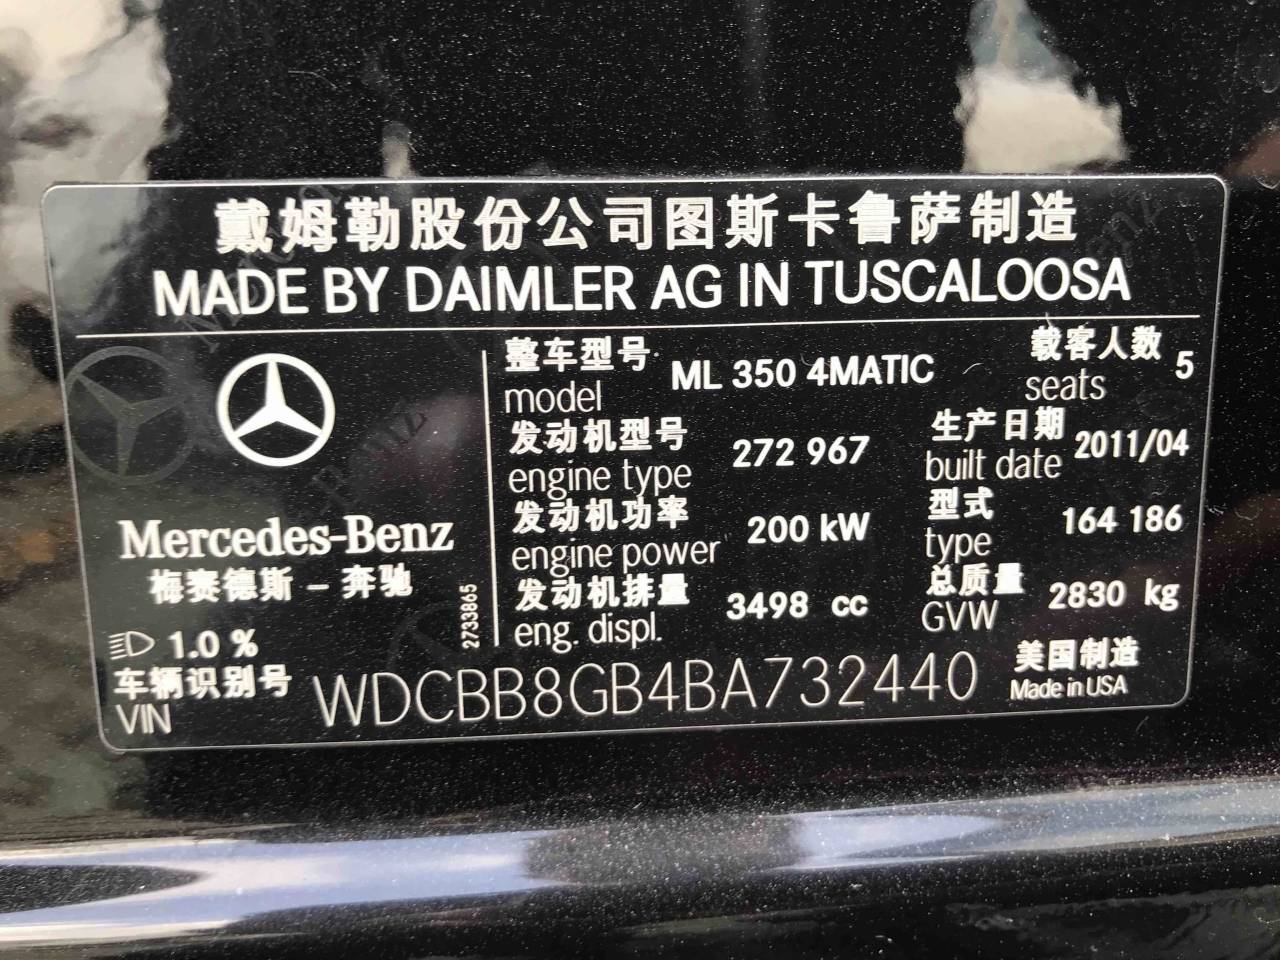 戴姆勒股份公司图斯卡鲁萨制造
MADE BY DAIMLER AG IN TUSCALOOSA
整车型号 model ML 350 4MATIC 载客人数 seats 5
发动机型号 engine type 272 967 生产日期 built date 2011/04
发动机功率 engine power 200 kW 型式 type 164 186
发动机排量 eng. displ. 3498 cc 总质量 GVW 2830 kg
Mercedes-Benz
梅赛德斯 – 奔驰
2733865
1.0 %
车辆识别号
VIN WDCBB8GB4BA732440
美国制造
Made in USA